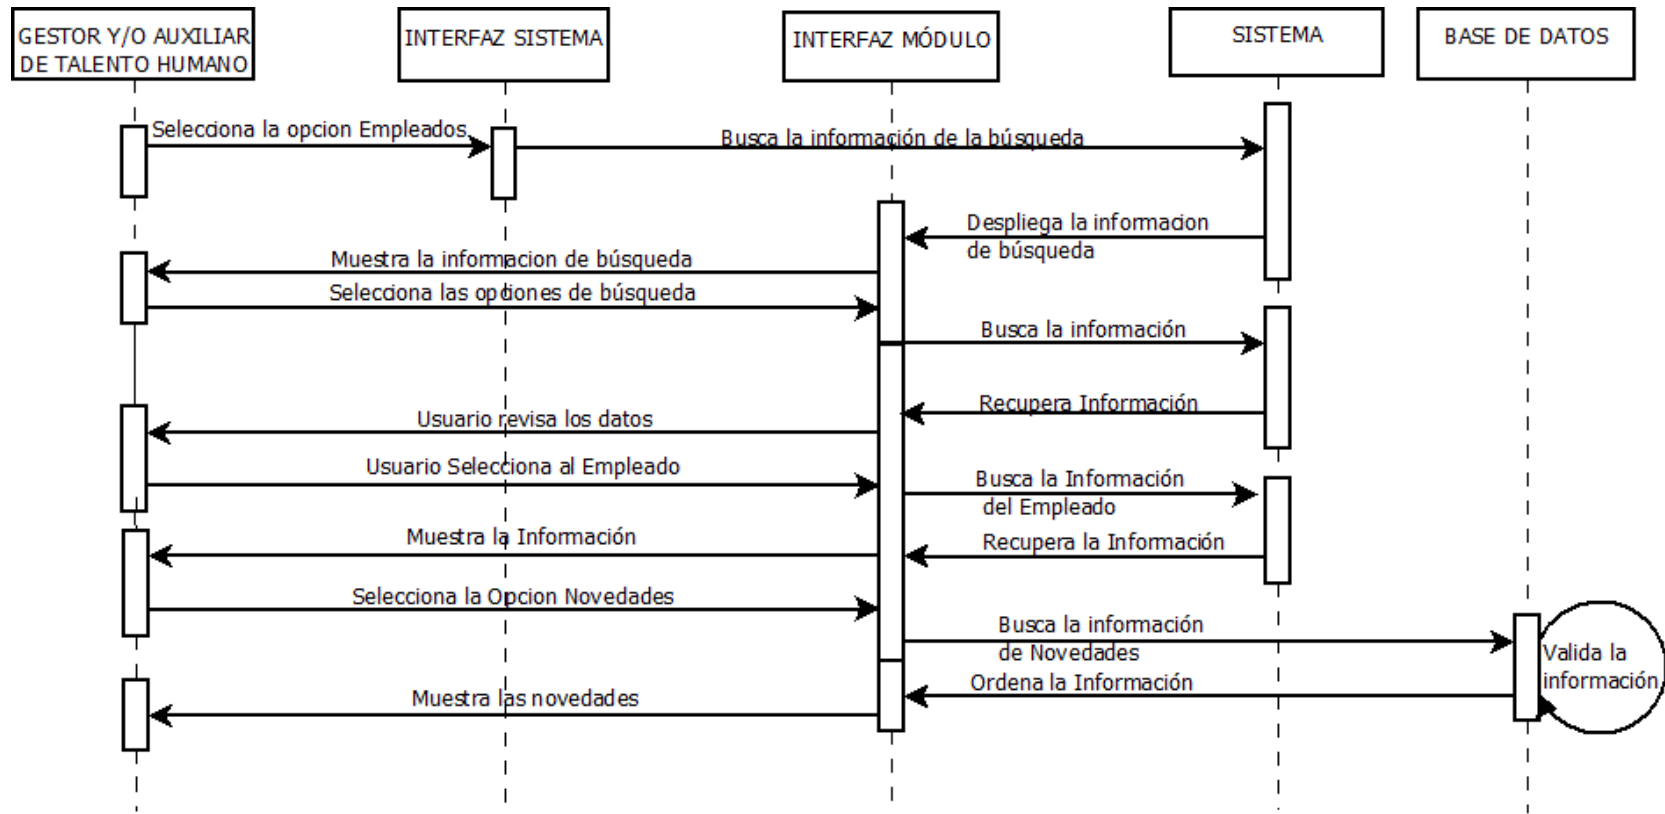 GESTOR Y/O AUXILIAR
DE TALENTO HUMANO
INTERFAZ SISTEMA
INTERFAZ MÓDULO
SISTEMA
BASE DE DATOS
Selecciona la opcion Empleados
Busca la información de la búsqueda
Despliega la informacion
de búsqueda
Muestra la informacion de búsqueda
Selecciona las opciones de búsqueda
Busca la información
Recupera Información
Usuario revisa los datos
Usuario Selecciona al Empleado
Busca la Información
del Empleado
Muestra la Información
Recupera la Información
Selecciona la Opcion Novedades
Busca la información
de Novedades
Valida la
información
Ordena la Información
Muestra las novedades